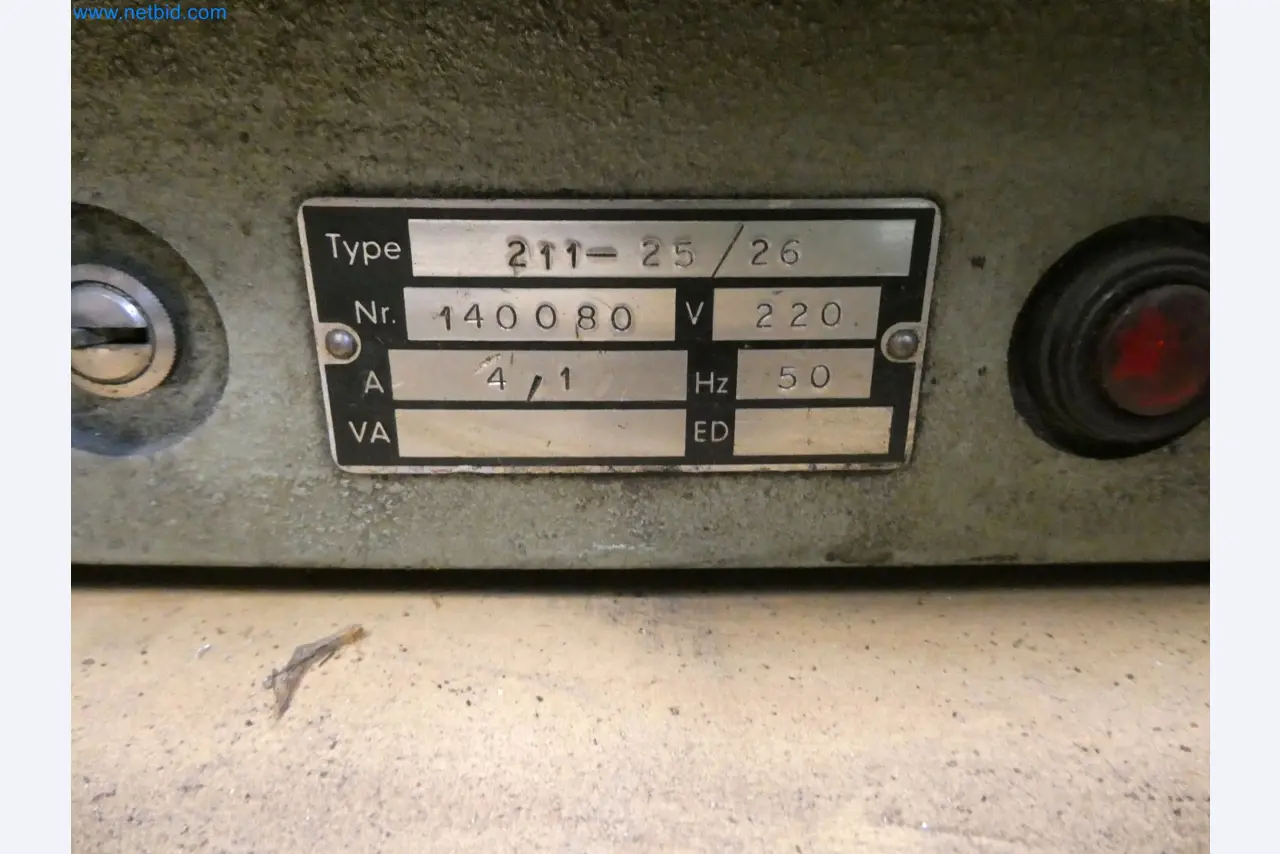 www.netbid.com
Type 211-25/26
Nr. 140080 V 220
A 4,1 Hz 50
VA ED